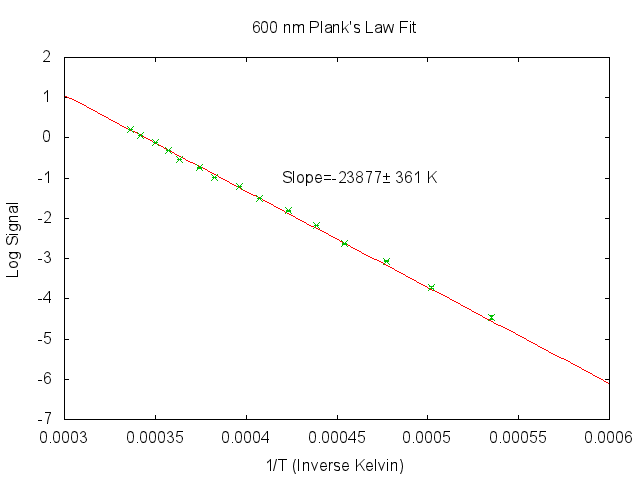 600 nm Plank's Law Fit
2
1
0
-1
-2
-3
-4
-5
-6
-7
Log Signal
Slope=-23877± 361 K
0.0003 0.00035 0.0004 0.00045 0.0005 0.00055 0.0006
1/T (Inverse Kelvin)